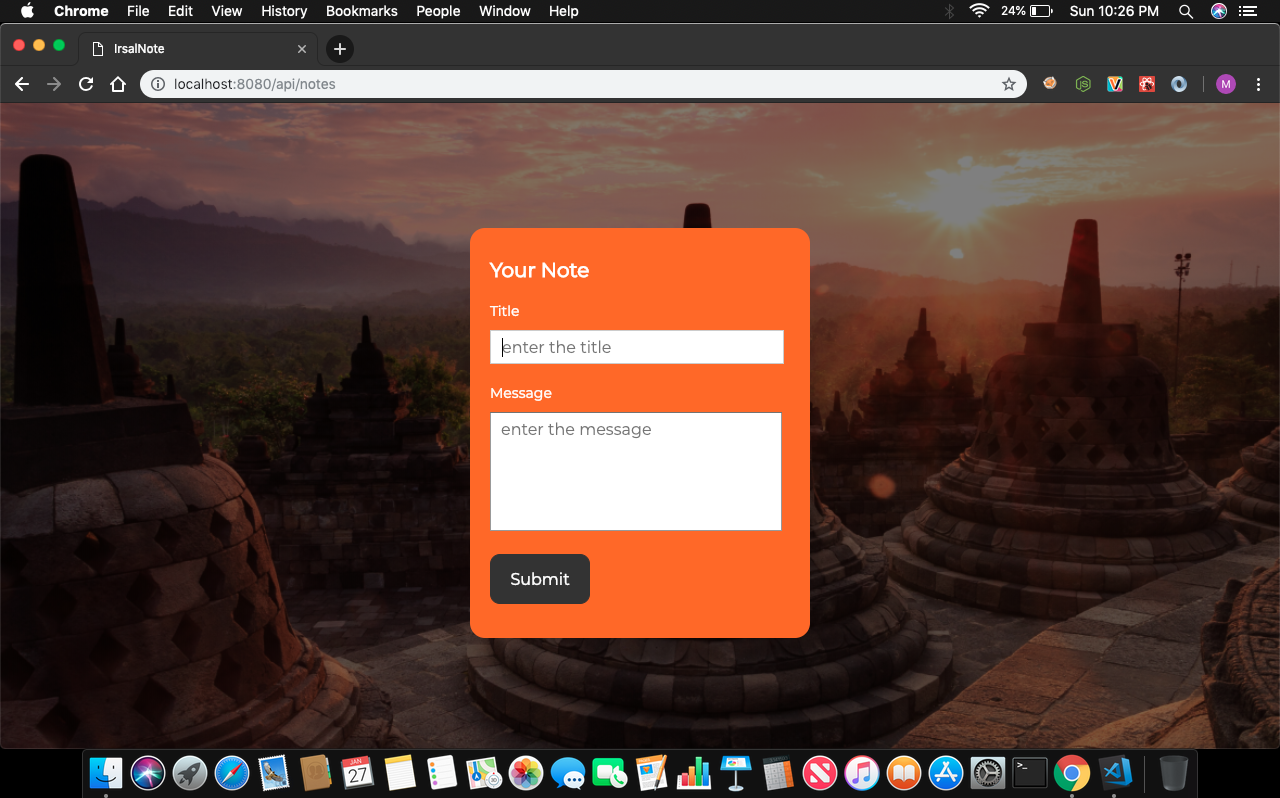 Chrome File Edit View History Bookmarks People Window Help 24% Sun 10:26 PM
IrsalNote
localhost:8080/api/notes
M
Your Note
Title
enter the title
Message
enter the message
Submit
JAN
27